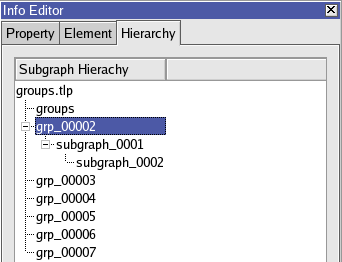 Info Editor
Property Element Hierarchy
Subgraph Hierachy
groups.tlp
groups
grp_00002
subgraph_0001
subgraph_0002
grp_00003
grp_00004
grp_00005
grp_00006
grp_00007